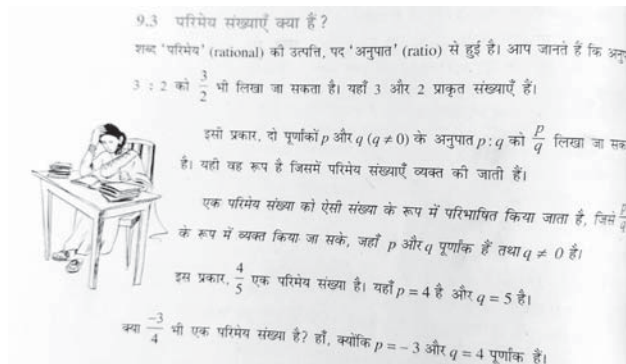 9.3 परिमेय संख्याएँ क्या हैं ?
शब्द 'परिमेय' (rational) की उत्पत्ति, पद 'अनुपात' (ratio) से हुई है। आप जानते हैं कि
3 : 2 को 3/2 भी लिखा जा सकता है। यहाँ 3 और 2 प्राकृत संख्याएँ हैं।
इसी प्रकार, दो पूर्णांकों p और q (q ≠ 0) के अनुपात p : q को p/q लिखा जा
है। यही वह रूप है जिसमें परिमेय संख्याएँ व्यक्त की जाती हैं।
एक परिमेय संख्या को ऐसी संख्या के रूप में परिभाषित किया जाता है, जिसे p/q
के रूप में व्यक्त किया जा सके, जहाँ p और q पूर्णांक हैं तथा q ≠ 0 है।
इस प्रकार, 4/5 एक परिमेय संख्या है। यहाँ p = 4 है और q = 5 है।
क्या -3/4 भी एक परिमेय संख्या है? हाँ, क्योंकि p = – 3 और q = 4 पूर्णांक हैं।